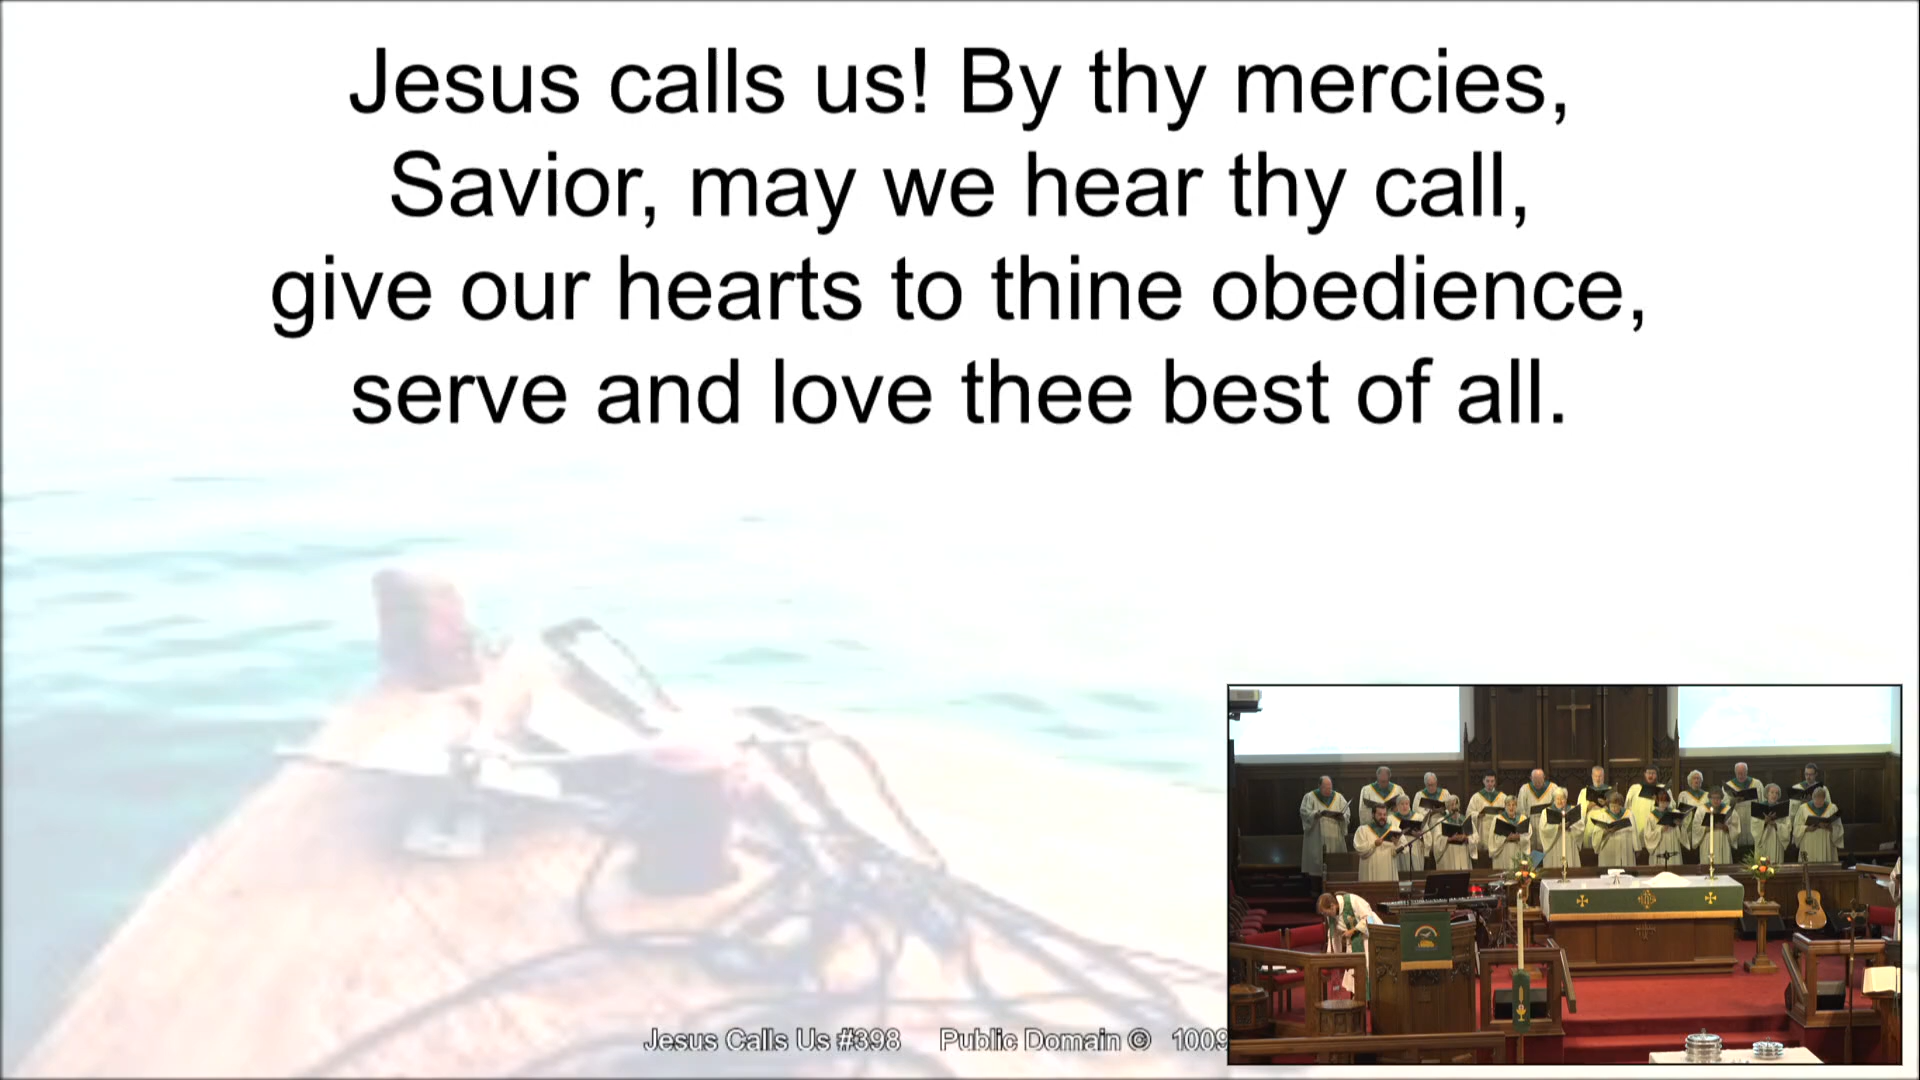 Jesus calls us! By thy mercies,
Savior, may we hear thy call,
give our hearts to thine obedience,
serve and love thee best of all.
Jesus Calls Us #398 Public Domain © 1009